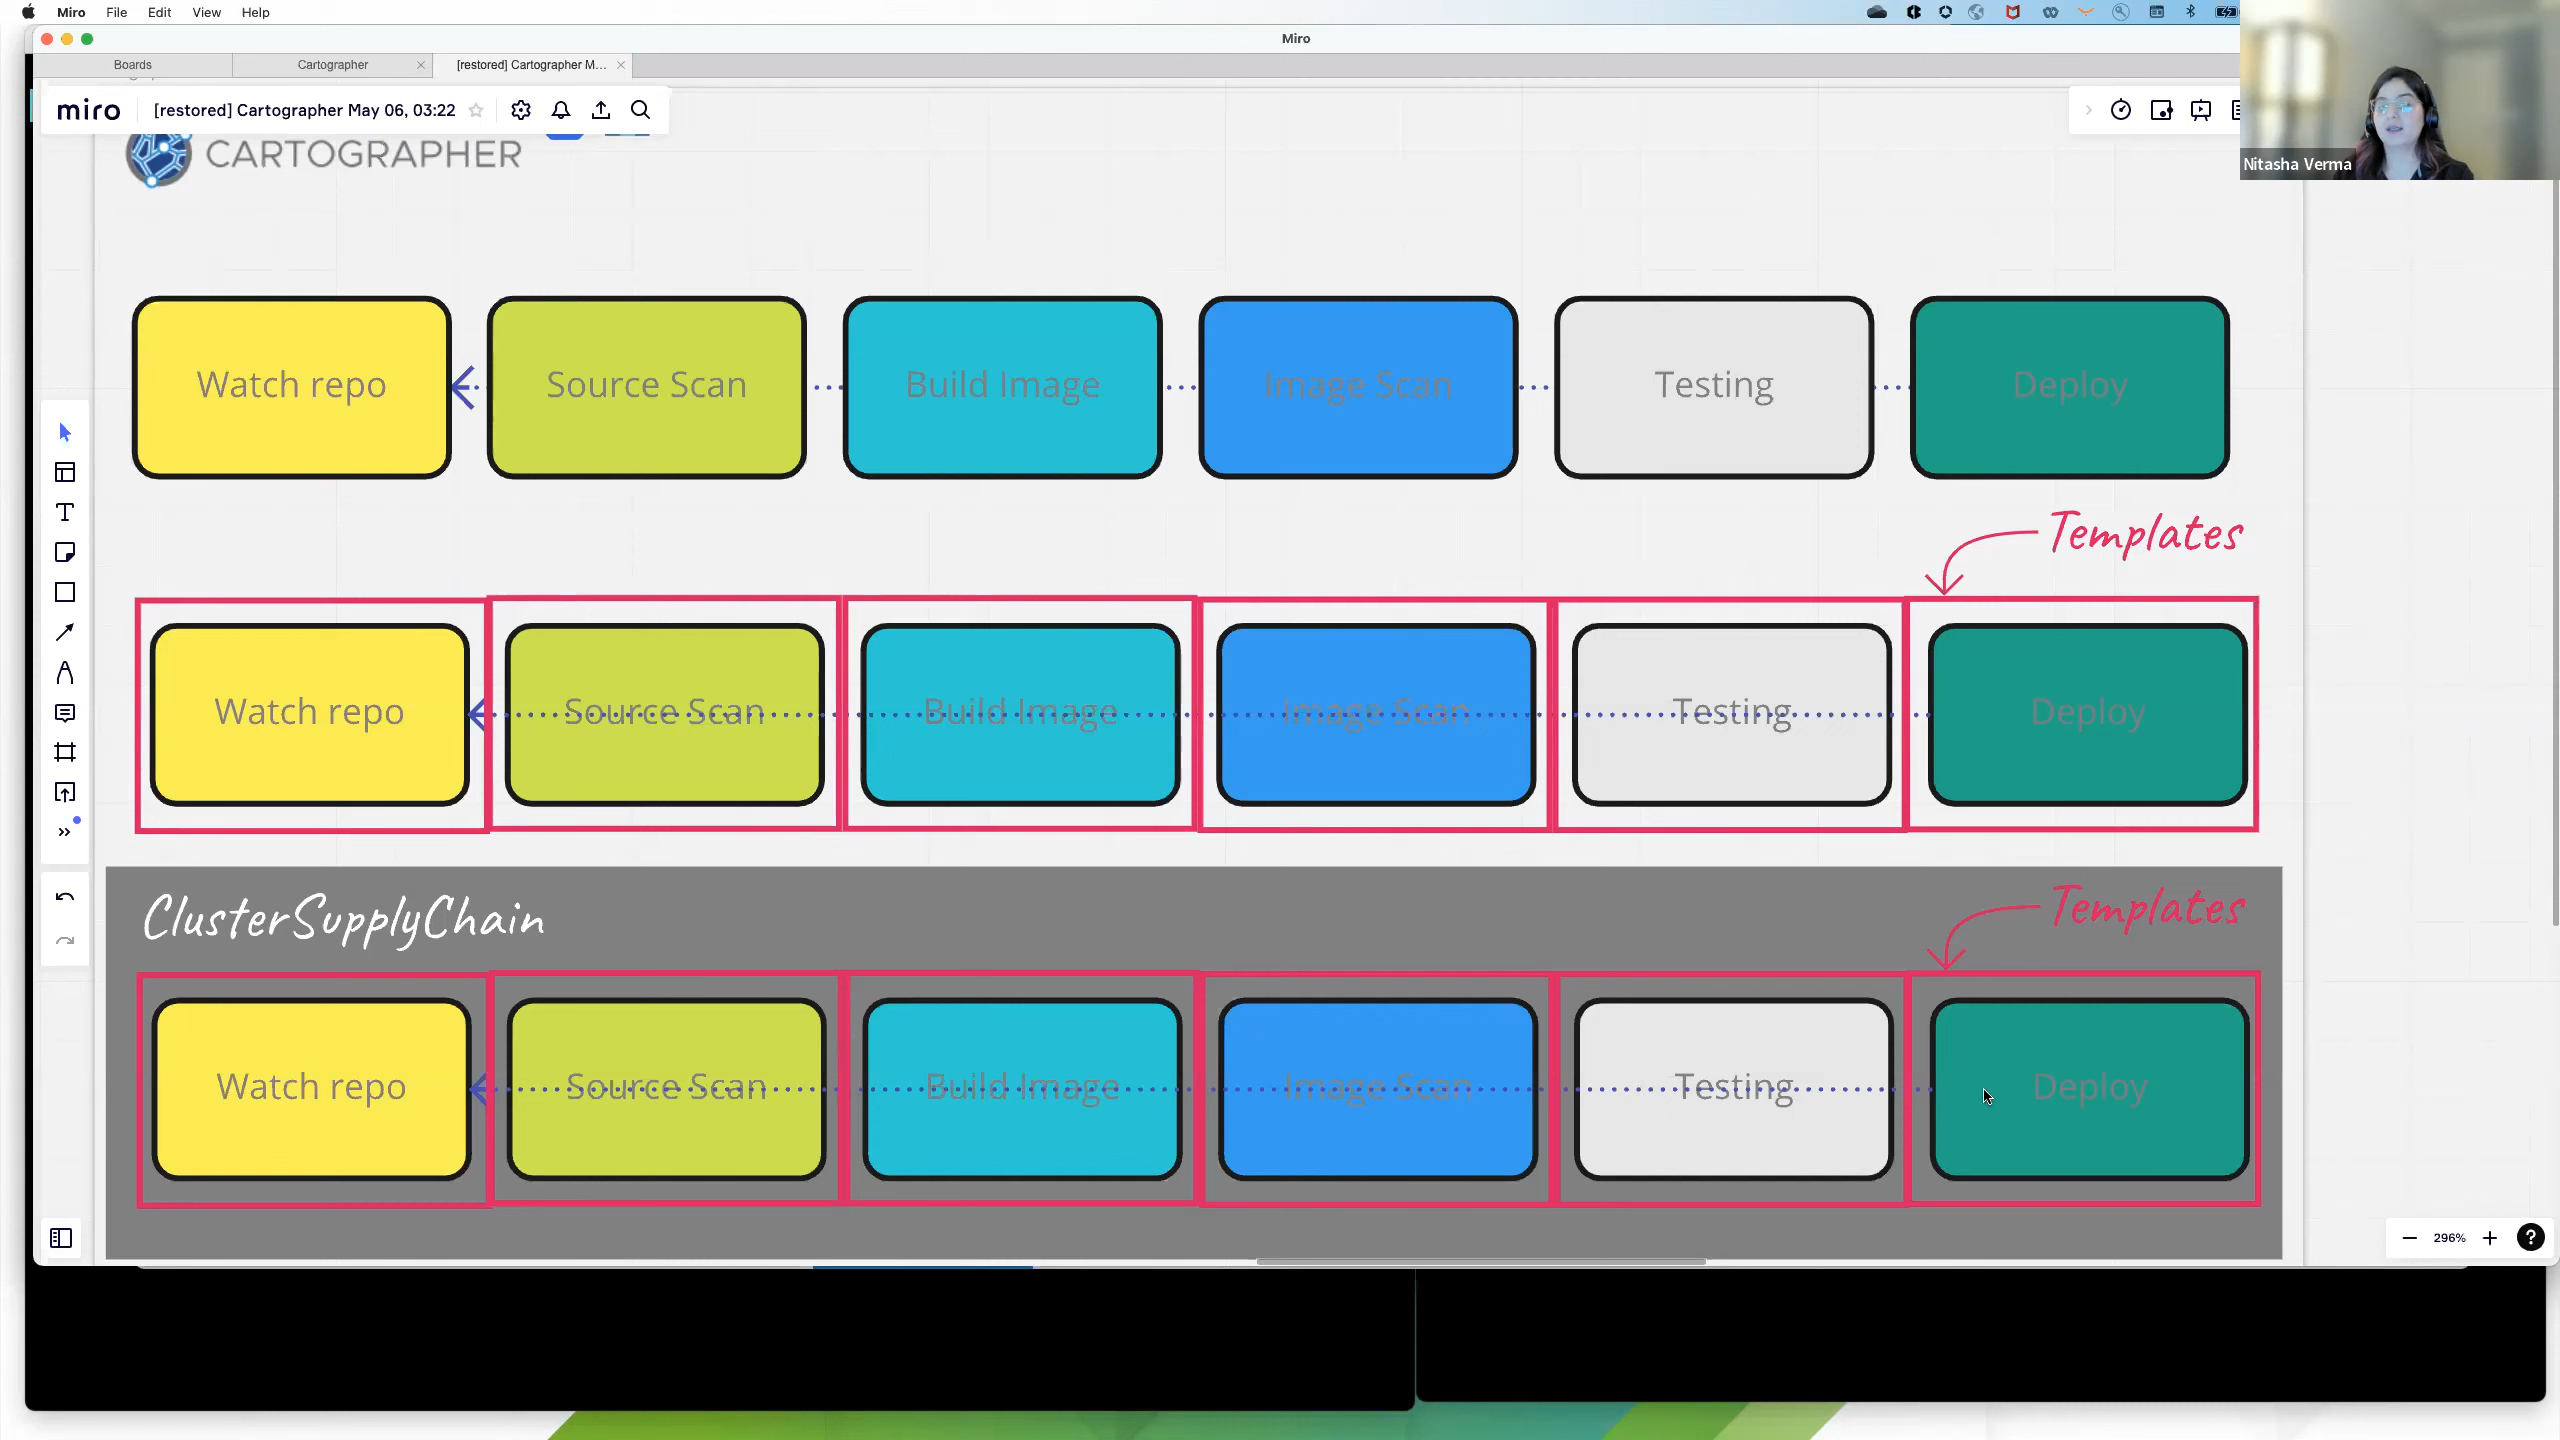 Miro File Edit View Help
Miro
Boards Cartographer [restored] Cartographer M...
miro [restored] Cartographer May 06, 03:22
CARTOGRAPHER
Nitasha Verma
Watch repo Source Scan Build Image Image Scan Testing Deploy
Templates
Watch repo Source Scan Build Image Image Scan Testing Deploy
ClusterSupplyChain
Templates
Watch repo Source Scan Build Image Image Scan Testing Deploy
296%